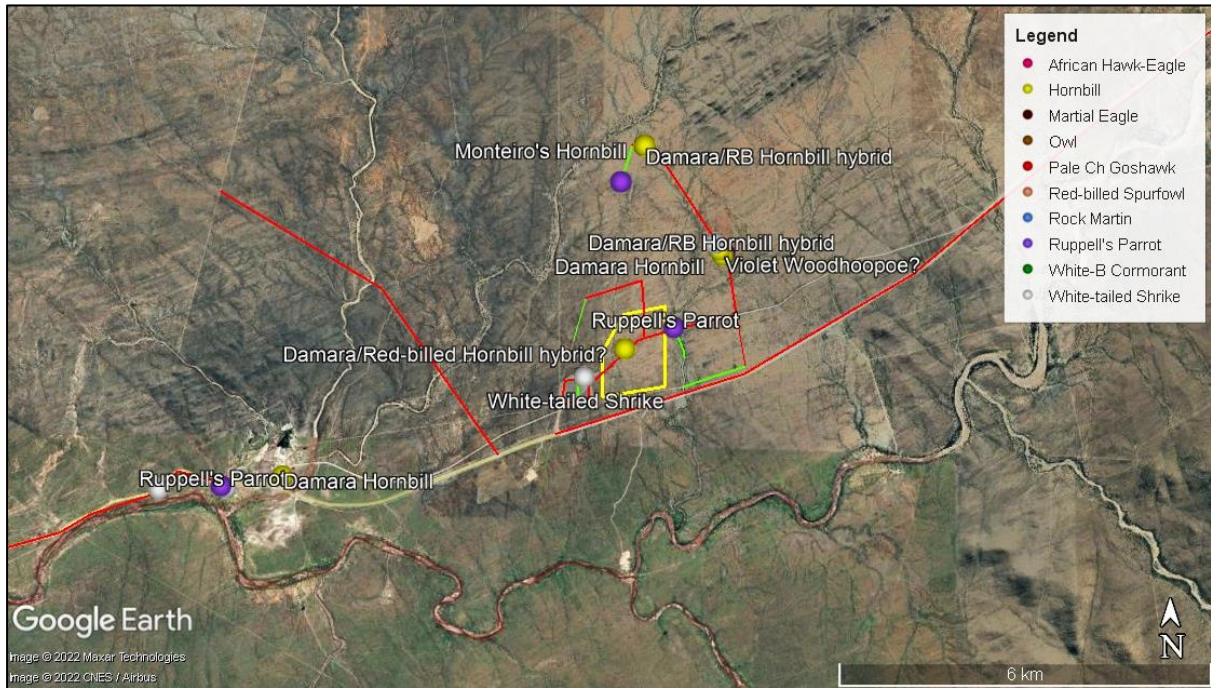 Legend
African Hawk-Eagle
Hornbill
Martial Eagle
Owl
Pale Ch Goshawk
Red-billed Spurfowl
Rock Martin
Ruppell's Parrot
White-B Cormorant
White-tailed Shrike
Monteiro's Hornbill
Damara/RB Hornbill hybrid
Damara/RB Hornbill hybrid
Damara Hornbill
Violet Woodhoopoe?
Ruppell's Parrot
Damara/Red-billed Hornbill hybrid?
White-tailed Shrike
Ruppell's Parrot
Damara Hornbill
Google Earth
Image © 2022 Maxar Technologies
Image © 2022 CNES / Airbus
N
6 km